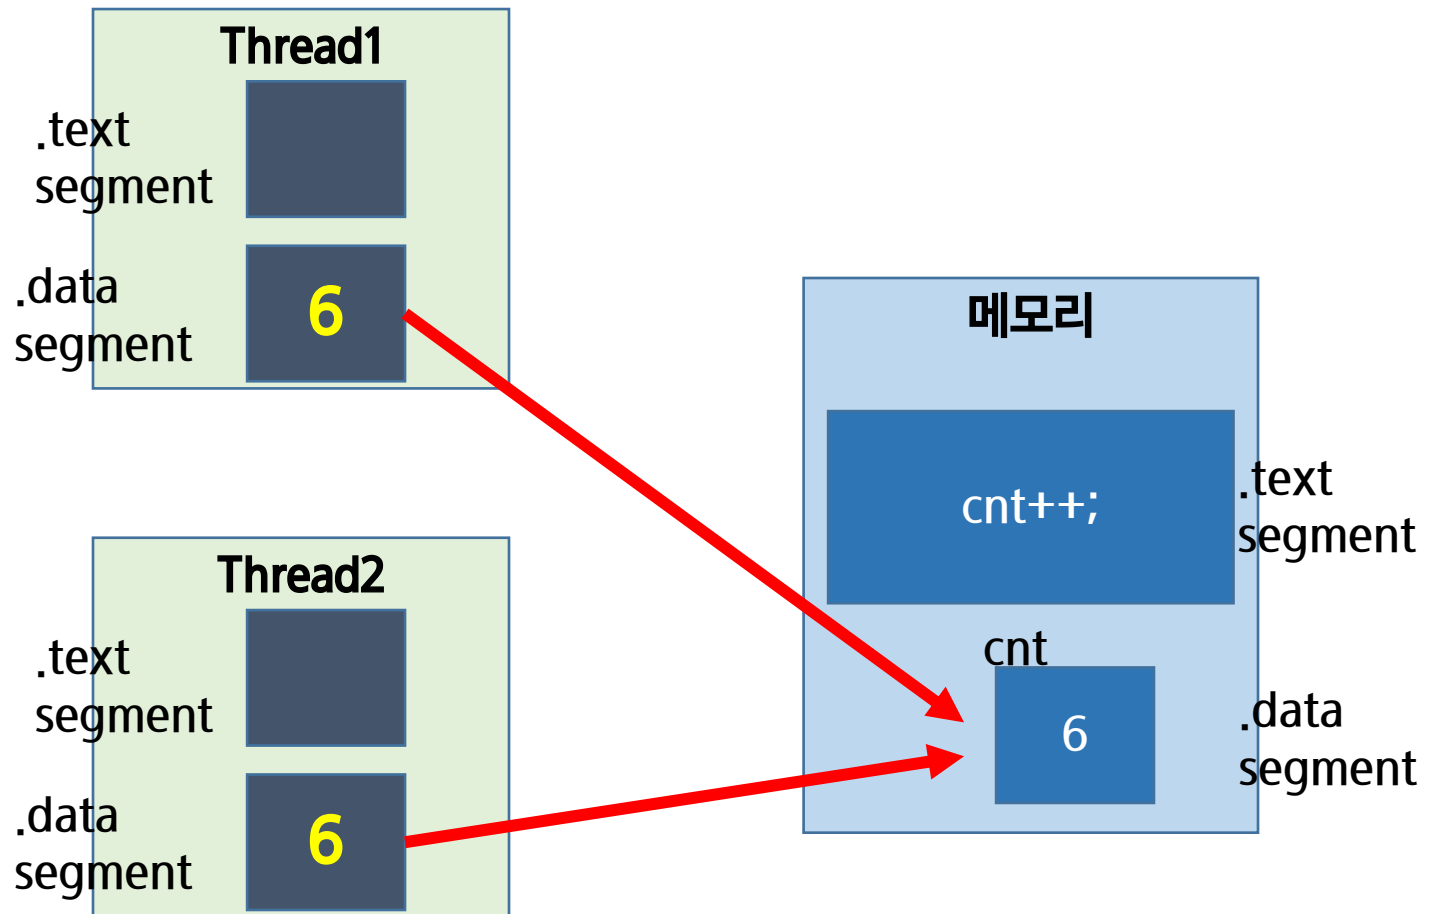 Thread1
.text
segment
.data
segment
6
메모리
cnt++;
.text
segment
cnt
6
.data
segment
Thread2
.text
segment
.data
segment
6